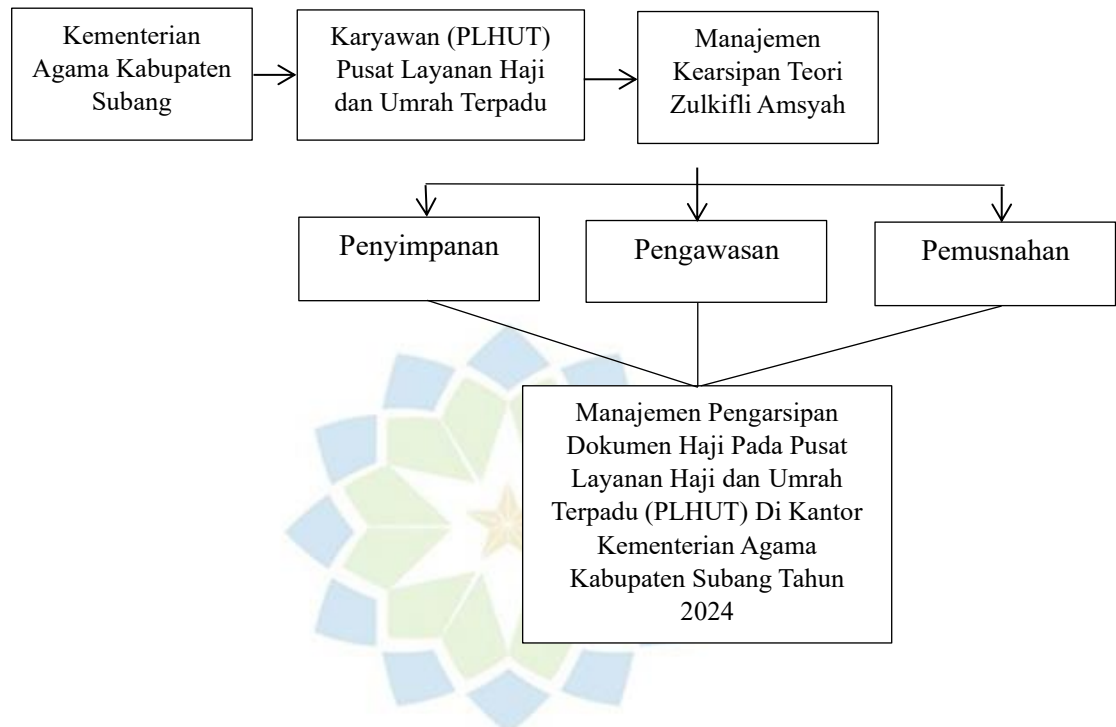 Kementerian
Agama Kabupaten
Subang
Karyawan (PLHUT)
Pusat Layanan Haji
dan Umrah Terpadu
Manajemen
Kearsipan Teori
Zulkifli Amsyah
Penyimpanan
Pengawasan
Pemusnahan
Manajemen Pengarsipan
Dokumen Haji Pada Pusat
Layanan Haji dan Umrah
Terpadu (PLHUT) Di Kantor
Kementerian Agama
Kabupaten Subang Tahun
2024